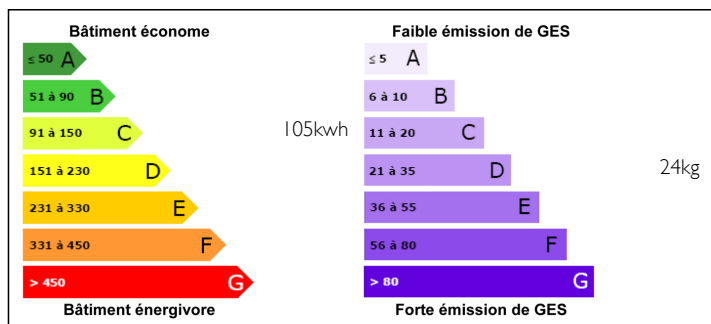 Bâtiment économe
≤ 50 A
51 à 90 B
91 à 150 C
105kwh
151 à 230 D
231 à 330 E
331 à 450 F
> 450 G
Bâtiment énergivore
Faible émission de GES
≤ 5 A
6 à 10 B
11 à 20 C
21 à 35 D
24kg
36 à 55 E
56 à 80 F
> 80 G
Forte émission de GES